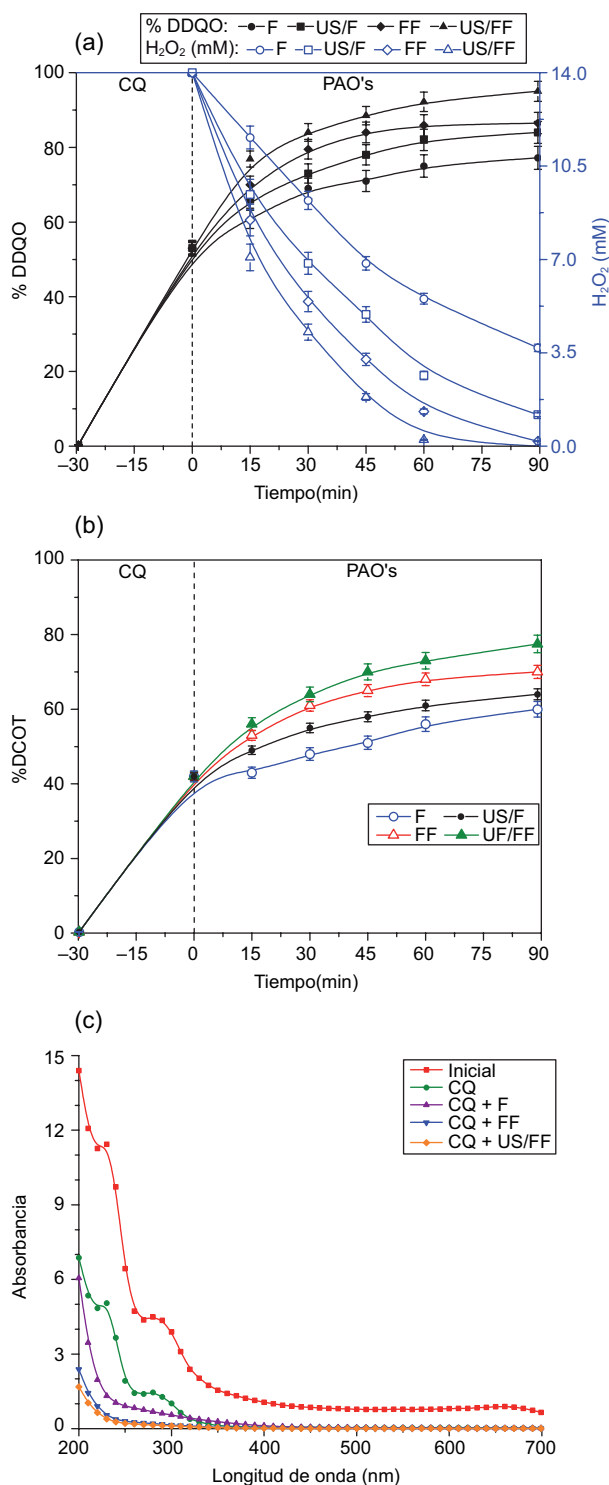 (a)
% DDQO: F US/F FF US/FF
H₂O₂ (mM): F US/F FF US/FF
CQ PAO's
100
80
60
40
20
0
% DDQO
14.0
10.5
7.0
3.5
0.0
H₂O₂ (mM)
–30 –15 0 15 30 45 60 75 90
Tiempo(min)
(b)
CQ PAO's
100
80
60
40
20
0
%DCOT
F US/F
FF UF/FF
–30 –15 0 15 30 45 60 75 90
Tiempo(min)
(c)
15
12
9
6
3
0
Absorbancia
Inicial
CQ
CQ + F
CQ + FF
CQ + US/FF
200 300 400 500 600 700
Longitud de onda (nm)